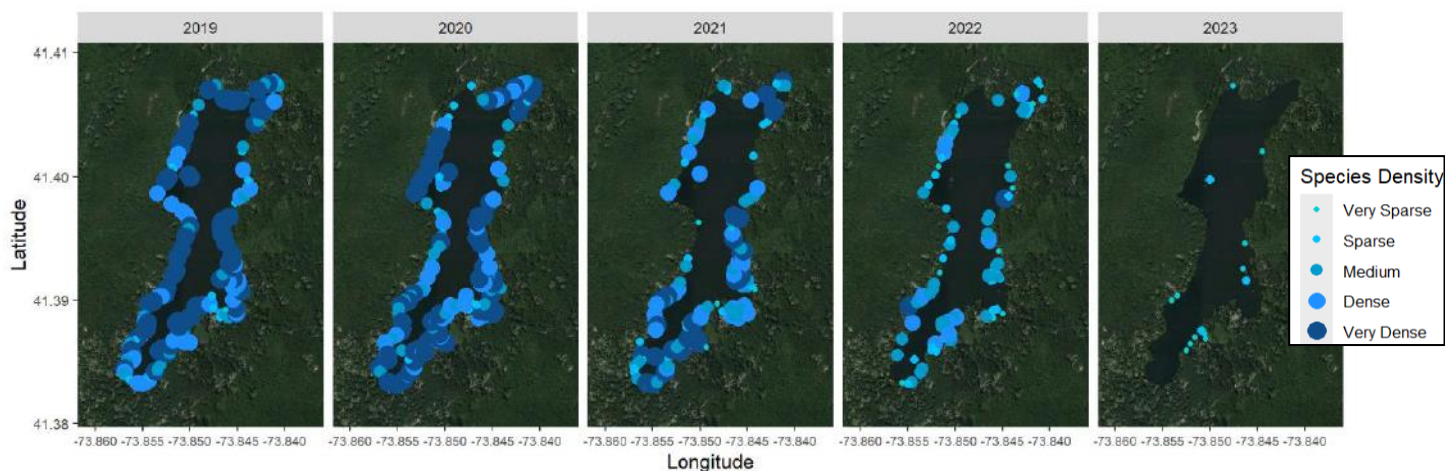 2019 2020 2021 2022 2023
41.41
41.40
41.39
41.38
Latitude
-73.860 -73.855 -73.850 -73.845 -73.840 -73.860 -73.855 -73.850 -73.845 -73.840 -73.860 -73.855 -73.850 -73.845 -73.840 -73.860 -73.855 -73.850 -73.845 -73.840 -73.860 -73.855 -73.850 -73.845 -73.840
Longitude
Species Density
Very Sparse
Sparse
Medium
Dense
Very Dense